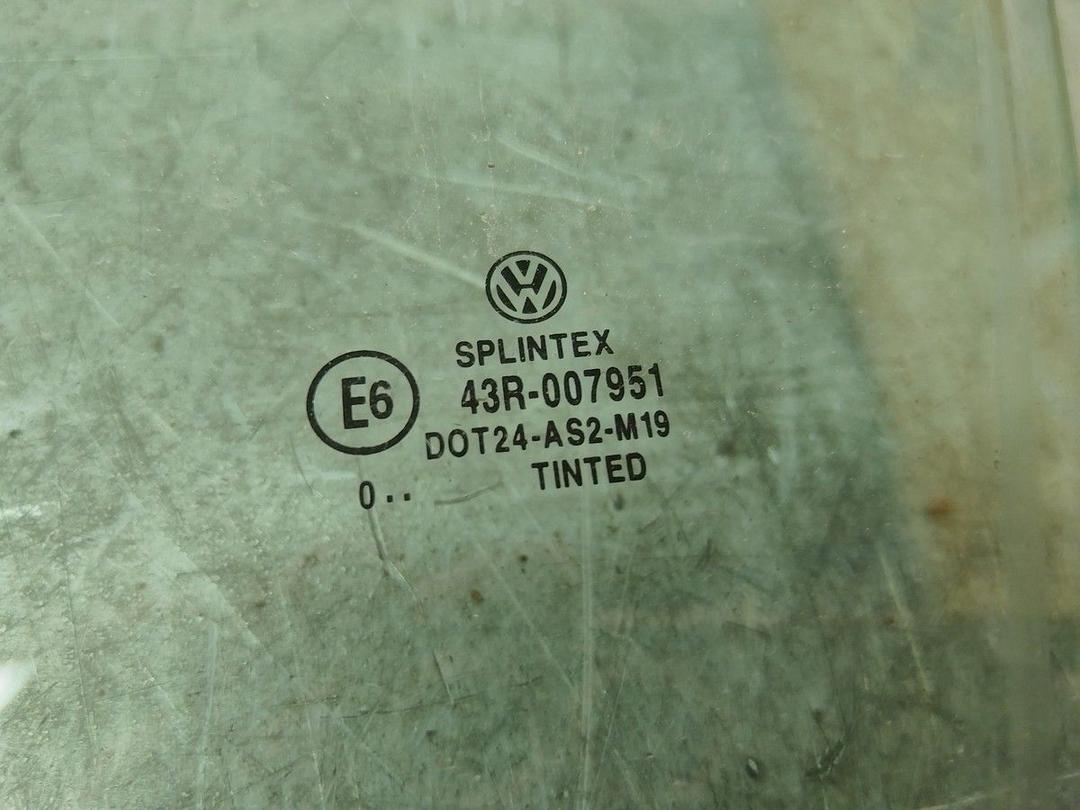 SPLINTEX
E6
43R-007951
DOT24-AS2-M19
TINTED
0··